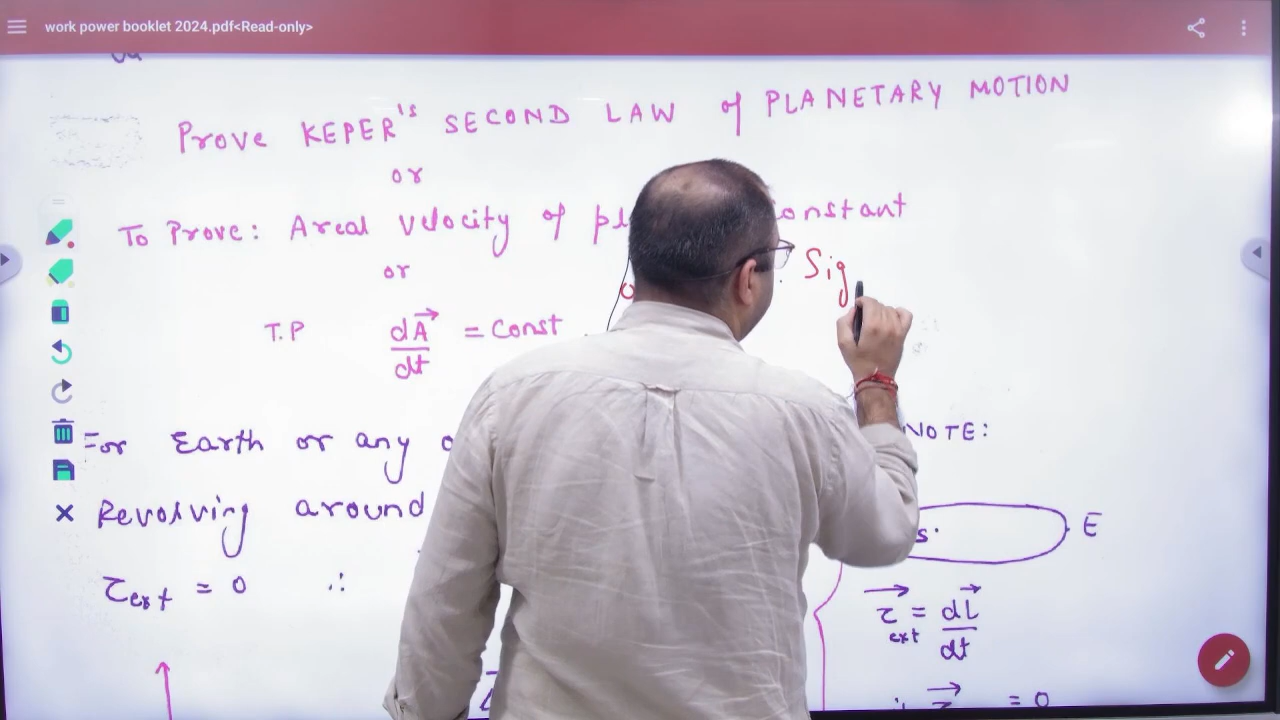 work power booklet 2024.pdf<Read-only>
Prove KEPER's SECOND LAW of PLANETARY MOTION
or
To Prove: Areal Velocity of pl onstant
or
Sig
T.P dA→/dt = Const
For Earth or any
NOTE:
Revolving around
s. E
τext = 0 ∴
τ→ext = dL→/dt
= 0